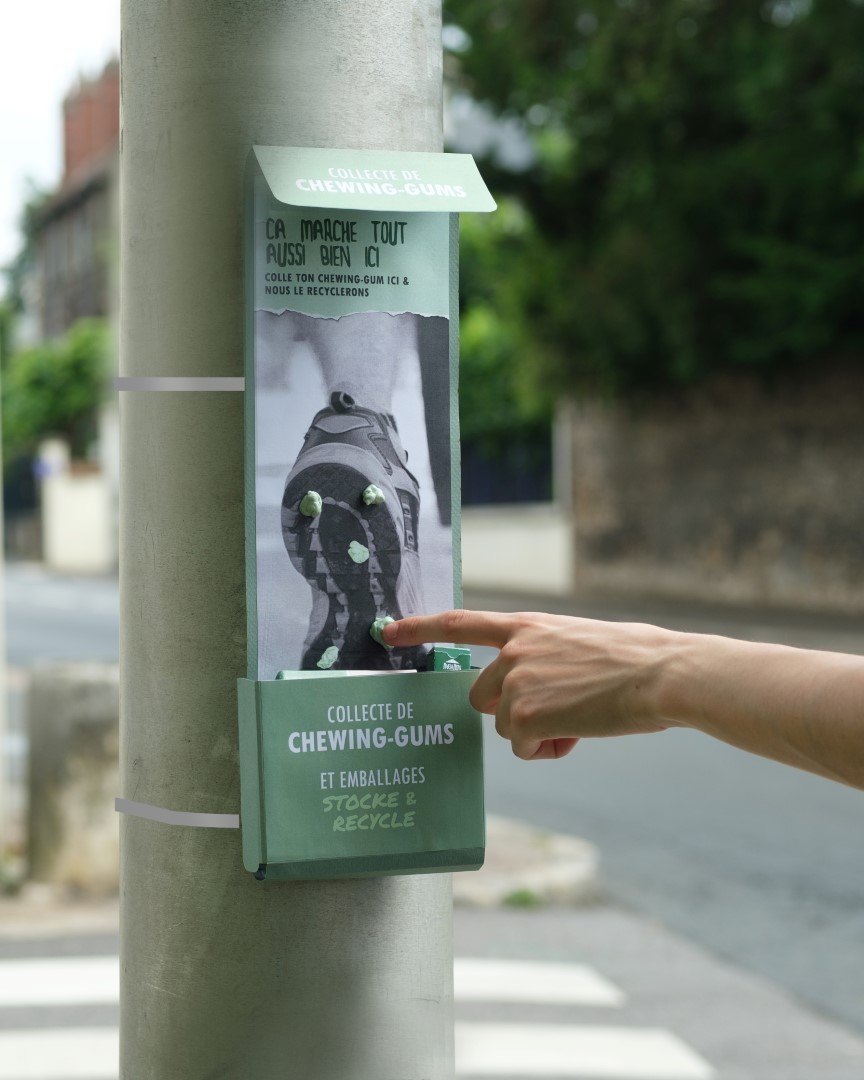 COLLECTE DE
CHEWING-GUMS
CA MARCHE TOUT
AUSSI BIEN ICI
COLLE TON CHEWING-GUM ICI &
NOUS LE RECYCLERONS
COLLECTE DE
CHEWING-GUMS
ET EMBALLAGES
STOCKE &
RECYCLE